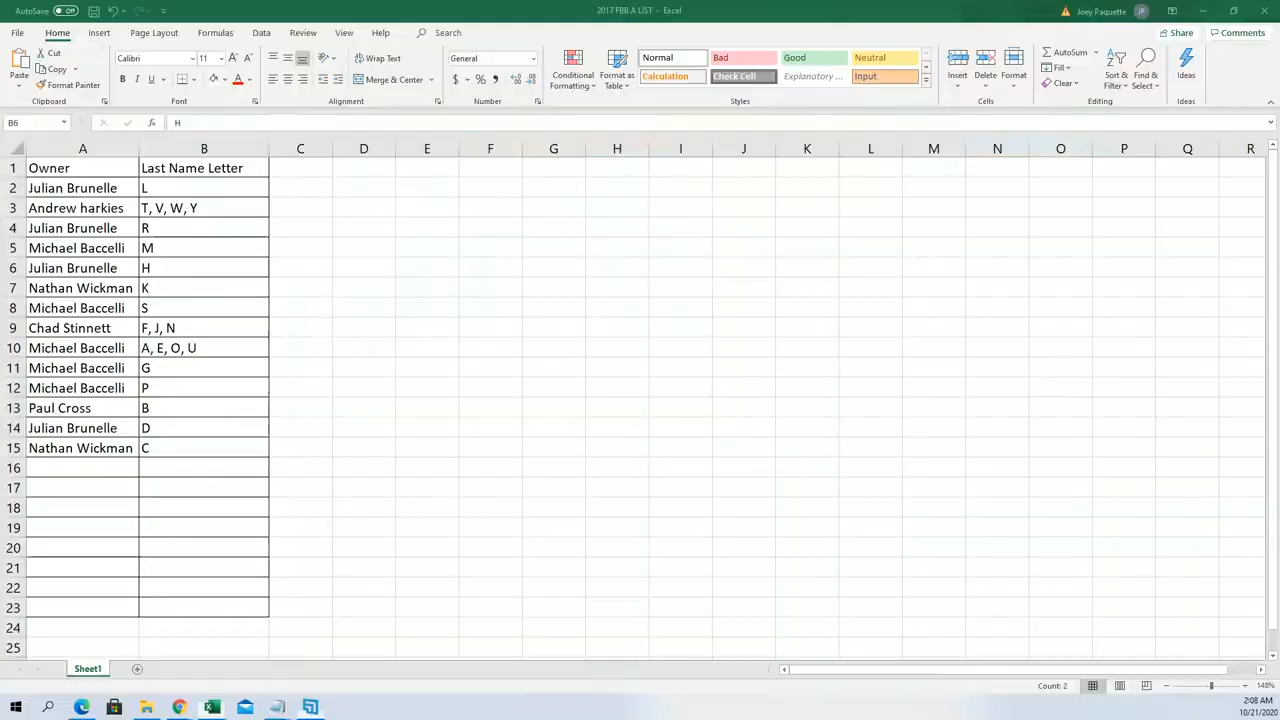 AutoSave Off 2017 FBB A LIST - Excel Joey Paquette JP
File Home Insert Page Layout Formulas Data Review View Help Search Share Comments
Paste Cut Copy Format Painter Clipboard
Calibri 11 B I U A Font
Wrap Text Merge & Center Alignment
General $ % Number
Conditional Formatting Format as Table
Normal Bad Good Neutral
Calculation Check Cell Explanatory ... Input
Styles
Insert Delete Format Cells
AutoSum Fill Clear Sort & Filter Find & Select Editing
Ideas Ideas
B6 fx H
A B C D E F G H I J K L M N O P Q R
1 Owner Last Name Letter
2 Julian Brunelle L
3 Andrew harkies T, V, W, Y
4 Julian Brunelle R
5 Michael Baccelli M
6 Julian Brunelle H
7 Nathan Wickman K
8 Michael Baccelli S
9 Chad Stinnett F, J, N
10 Michael Baccelli A, E, O, U
11 Michael Baccelli G
12 Michael Baccelli P
13 Paul Cross B
14 Julian Brunelle D
15 Nathan Wickman C
16
17
18
19
20
21
22
23
24
25
Sheet1
Count: 2 148%
2:08 AM
10/21/2020